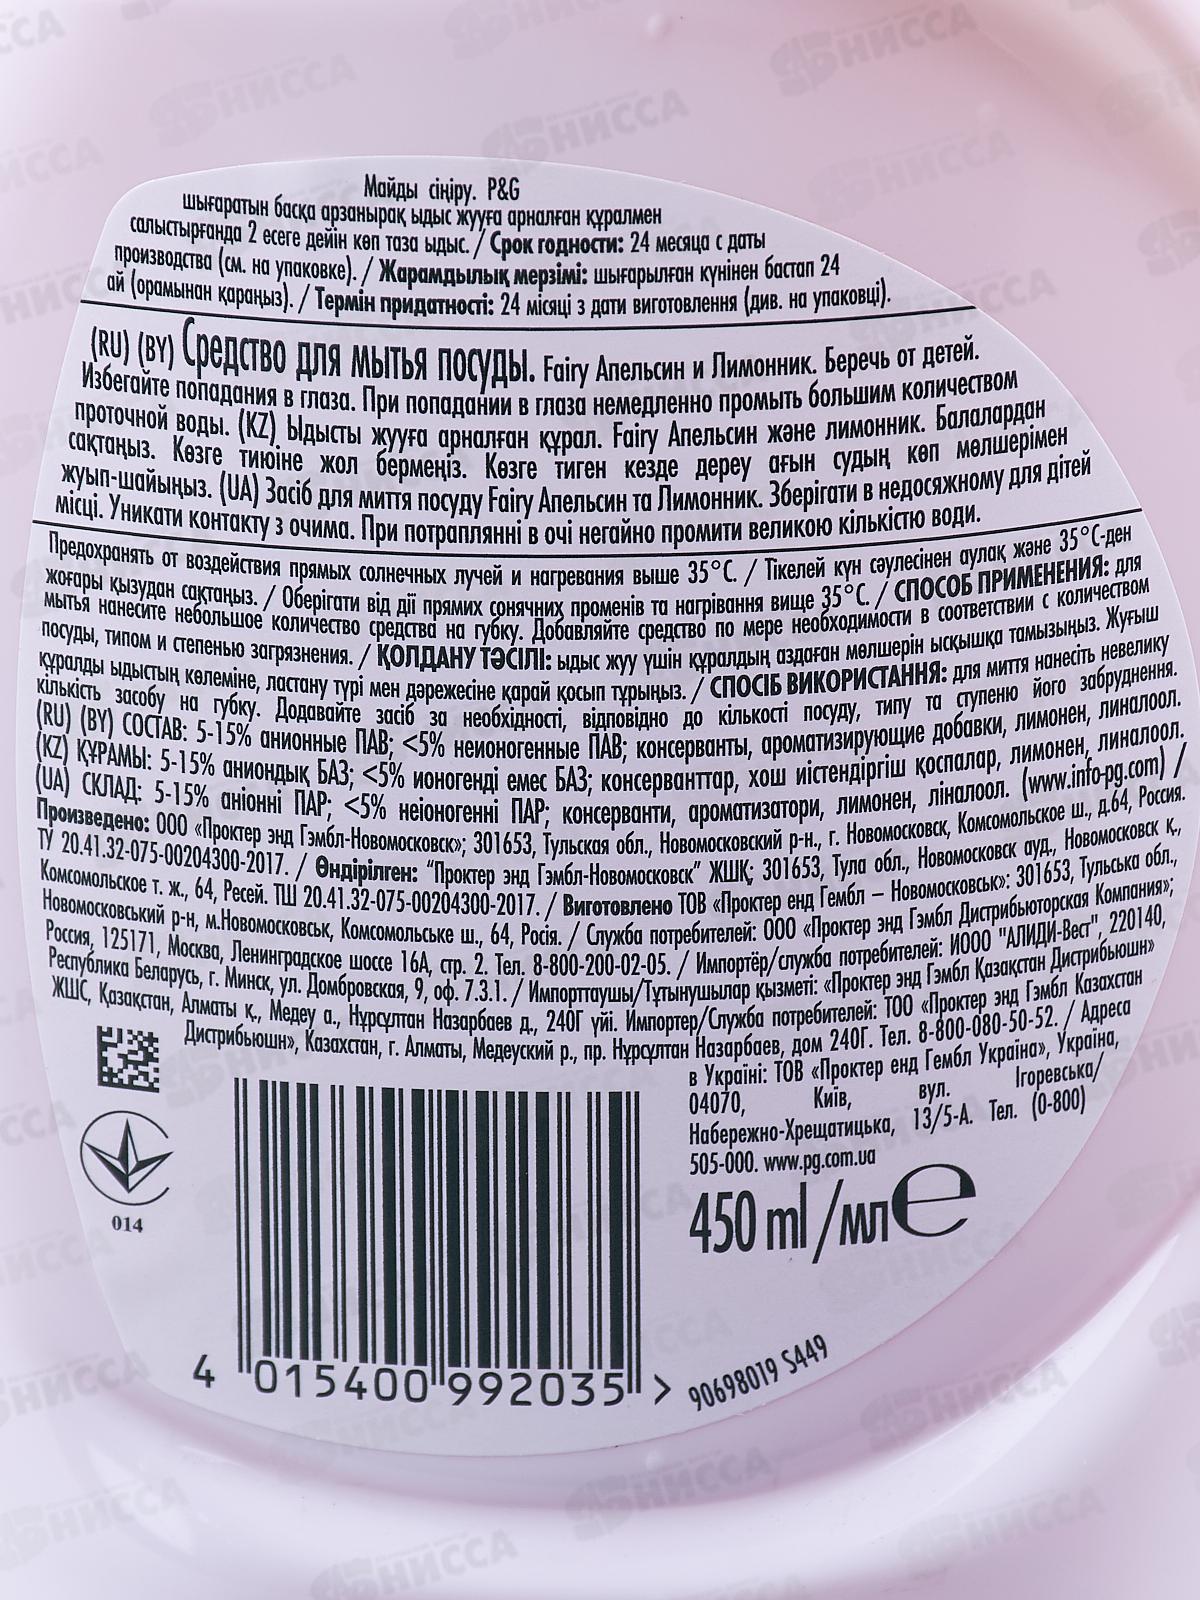 Майды сіңіру. P&G
шығаратын басқа арзанырақ ыдыс жууға арналған құралмен
салыстырғанда 2 есеге дейін көп таза ыдыс. / Срок годности: 24 месяца с даты
производства (см. на упаковке). / Жарамдылық мерзімі: шығарылған күнінен бастап 24
ай (орамынан қараңыз). / Термін придатності: 24 місяці з дати виготовлення (див. на упаковці).
(RU) (BY) Средство для мытья посуды. Fairy Апельсин и Лимонник. Беречь от детей.
Избегайте попадания в глаза. При попадании в глаза немедленно промыть большим количеством
проточной воды. (KZ) Ыдысты жууға арналған құрал. Fairy Апельсин және лимонник. Балалардан
сақтаңыз. Көзге тиюіне жол бермеңіз. Көзге тиген кезде дереу ағын судың көп мөлшерімен
жуып-шайыңыз. (UA) Засіб для миття посуду Fairy Апельсин та Лимонник. Зберігати в недосяжному для дітей
місці. Уникати контакту з очима. При потраплянні в очі негайно промити великою кількістю води.
Предохранять от воздействия прямых солнечных лучей и нагревания выше 35°C. / Тікелей күн сәулесінен аулақ және 35°C-ден
жоғары қызудан сақтаңыз. / Оберігати від дії прямих сонячних променів та нагрівання вище 35°C. / СПОСОБ ПРИМЕНЕНИЯ: для
мытья нанесите небольшое количество средства на губку. Добавляйте средство по мере необходимости в соответствии с количеством
посуды, типом и степенью загрязнения. / ҚОЛДАНУ ТӘСІЛІ: ыдыс жуу үшін құралдың аздаған мөлшерін ысқышқа тамызыңыз. Жуғыш
құралды ыдыстың көлеміне, ластану түрі мен дәрежесіне қарай қосып тұрыңыз. / СПОСІБ ВИКОРИСТАННЯ: для миття нанесіть невелику
кількість засобу на губку. Додавайте засіб за необхідності, відповідно до кількості посуду, типу та ступеню його забруднення.
(RU) (BY) СОСТАВ: 5-15% анионные ПАВ; <5% неионогенные ПАВ; консерванты, ароматизирующие добавки, лимонен, линалоол.
(KZ) ҚҰРАМЫ: 5-15% аниондық БАЗ; <5% ионогенді емес БАЗ; консерванттар, хош иістендіргіш қоспалар, лимонен, линалоол.
(UA) СКЛАД: 5-15% аніонні ПАР; <5% неіоногенні ПАР; консерванти, ароматизатори, лимонен, ліналоол. (www.info-pg.com) /
Произведено: ООО «Проктер энд Гэмбл-Новомосковск»; 301653, Тульская обл., Новомосковский р-н., г. Новомосковск, Комсомольское ш., д.64, Россия.
ТУ 20.41.32-075-00204300-2017. / Өндірілген: "Проктер энд Гэмбл-Новомосковск" ЖШҚ; 301653, Тула обл., Новомосковск ауд., Новомосковск қ.,
Комсомольское т. ж., 64, Ресей. ТШ 20.41.32-075-00204300-2017. / Виготовлено ТОВ «Проктер енд Гембл – Новомосковськ»: 301653, Тульська обл.,
Новомосковський р-н, м.Новомосковськ, Комсомольське ш., 64, Росія. / Служба потребителей: ООО «Проктер энд Гэмбл Дистрибьюторская Компания»;
Россия, 125171, Москва, Ленинградское шоссе 16А, стр. 2. Тел. 8-800-200-02-05. / Импортёр/служба потребителей: ИООО "АЛИДИ-Вест", 220140,
Республика Беларусь, г. Минск, ул. Домбровская, 9, оф. 7.3.1. / Импорттаушы/Тұтынушылар қызметі: «Проктер энд Гэмбл Қазақстан Дистрибьюшн»
ЖШС, Қазақстан, Алматы қ., Медеу а., Нұрсұлтан Назарбаев д., 240Г үйі. Импортер/Служба потребителей: ТОО «Проктер энд Гэмбл Казахстан
Дистрибьюшн», Казахстан, г. Алматы, Медеуский р., пр. Нұрсұлтан Назарбаев, дом 240Г. Тел. 8-800-080-50-52. / Адреса
в Україні: ТОВ «Проктер енд Гембл Україна», Україна,
04070, Київ, вул. Ігоревська/
Набережно-Хрещатицька, 13/5-А. Тел. (0-800)
505-000. www.pg.com.ua
014
450 ml/мл e
4 015400 992035 >
90698019 S449
НИССА